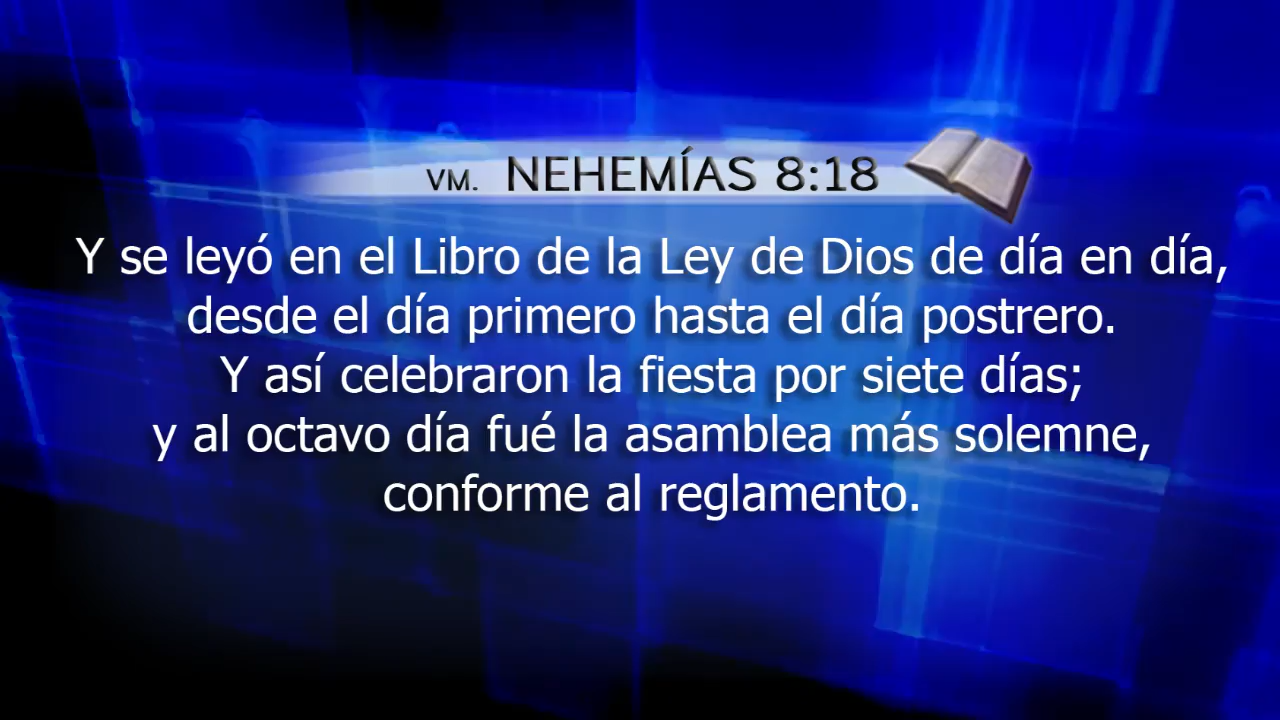 VM. NEHEMÍAS 8:18
Y se leyó en el Libro de la Ley de Dios de día en día,
desde el día primero hasta el día postrero.
Y así celebraron la fiesta por siete días;
y al octavo día fué la asamblea más solemne,
conforme al reglamento.